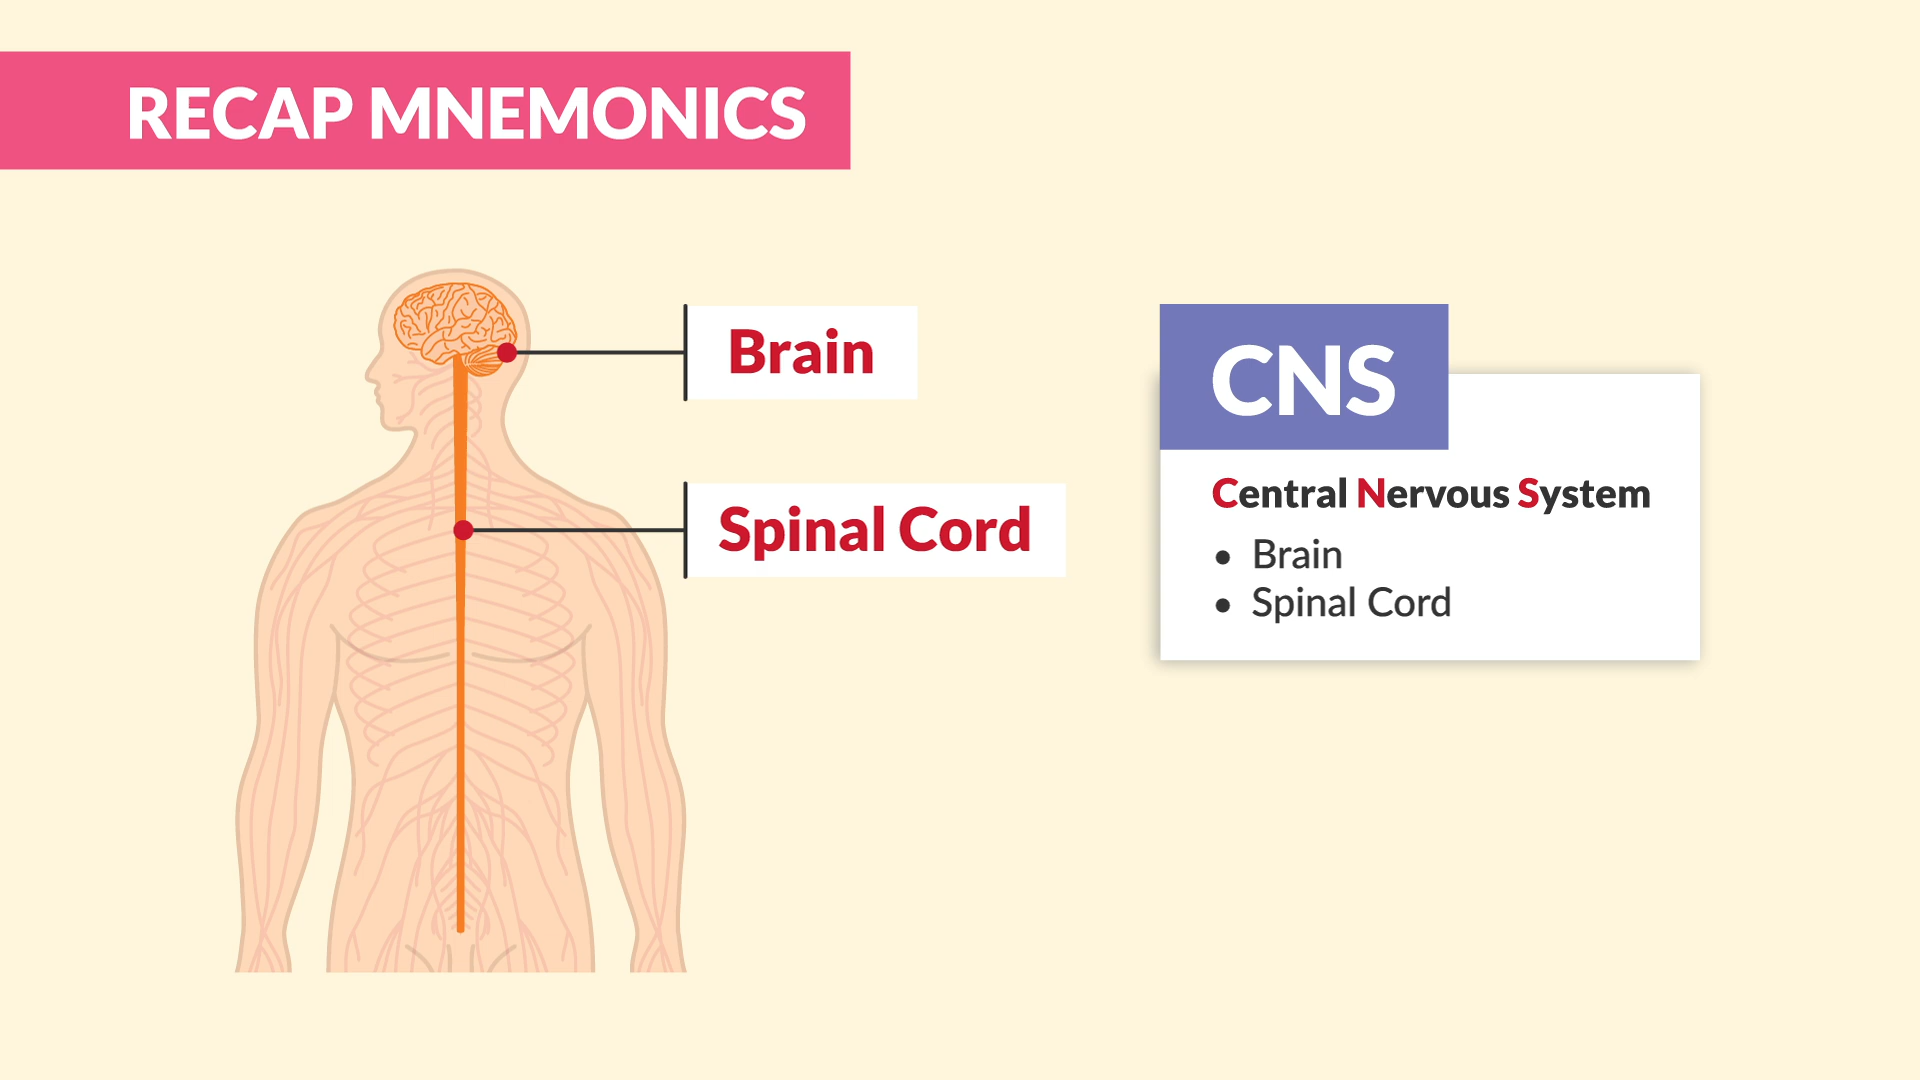 RECAP MNEMONICS
Brain
Spinal Cord
CNS
Central Nervous System
• Brain
• Spinal Cord